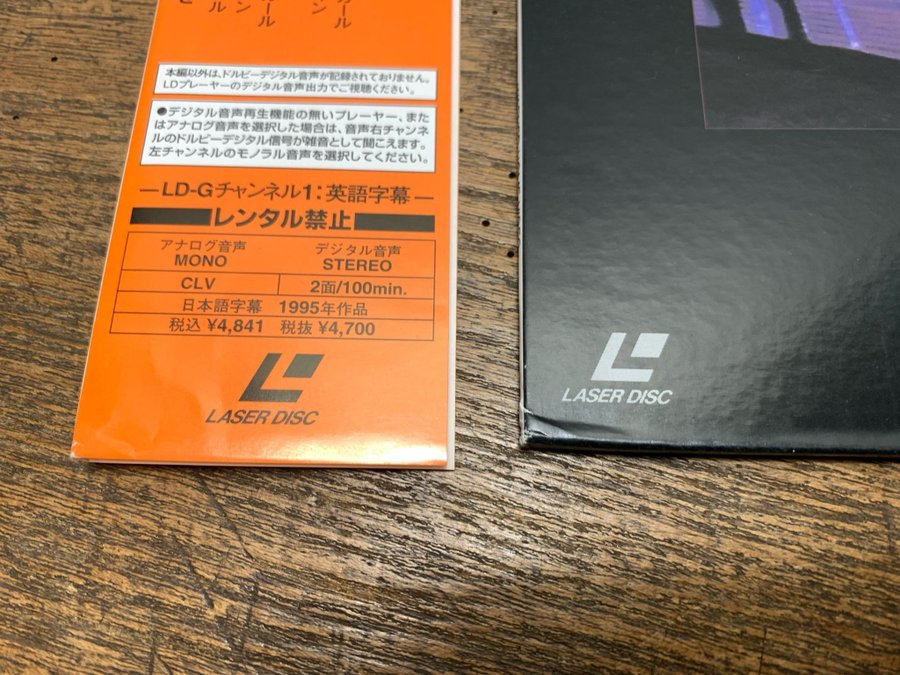 本編以外は、ドルビーデジタル音声が記録されておりません。
LDプレーヤーのデジタル音声出力でご視聴ください。
●デジタル音声再生機能の無いプレーヤー、また
はアナログ音声を選択した場合は、音声右チャンネ
ルのドルビーデジタル信号が雑音として聞こえます。
左チャンネルのモノラル音声を選択してください。
—LD-Gチャンネル1:英語字幕—
レンタル禁止
アナログ音声 デジタル音声
MONO STEREO
CLV 2面/100min.
日本語字幕 1995年作品
税込 ¥4,841 税抜 ¥4,700
LASER DISC
LASER DISC